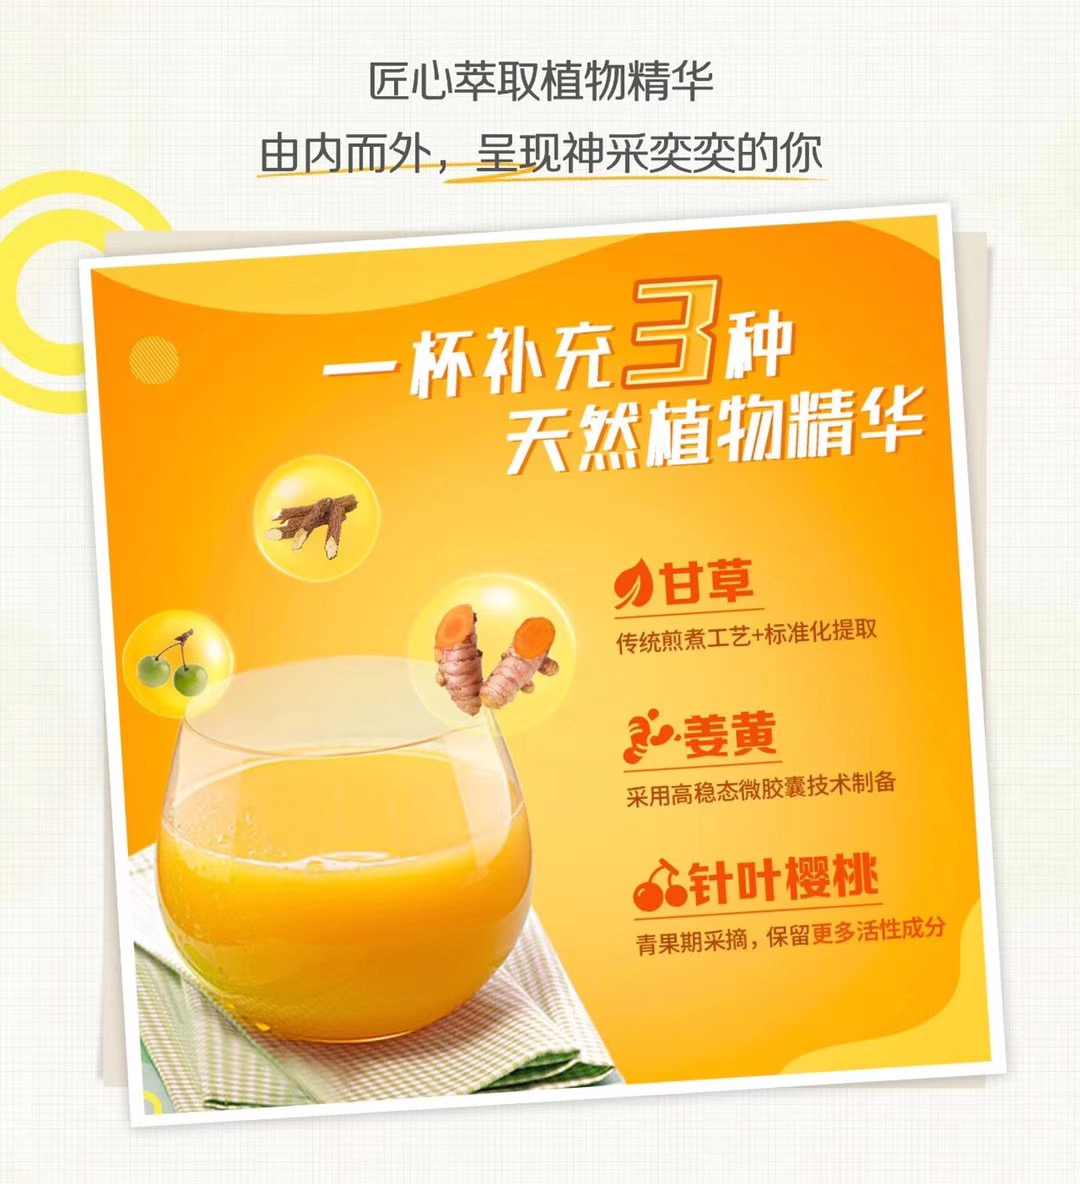 匠心萃取植物精华
由内而外，呈现神采奕奕的你
一杯补充3种
天然植物精华
甘草
传统煎煮工艺+标准化提取
姜黄
采用高稳态微胶囊技术制备
针叶樱桃
青果期采摘，保留更多活性成分